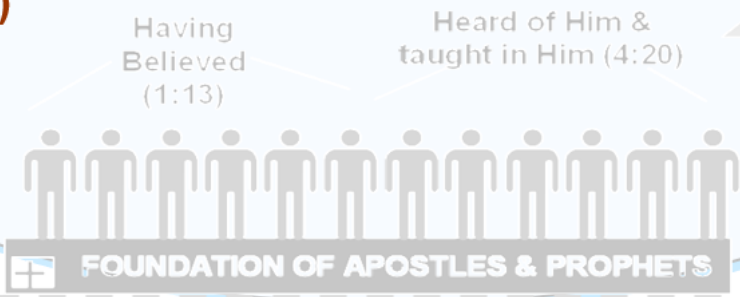 )
Having
Believed
(1:13)
Heard of Him &
taught in Him (4:20)
FOUNDATION OF APOSTLES & PROPHETS